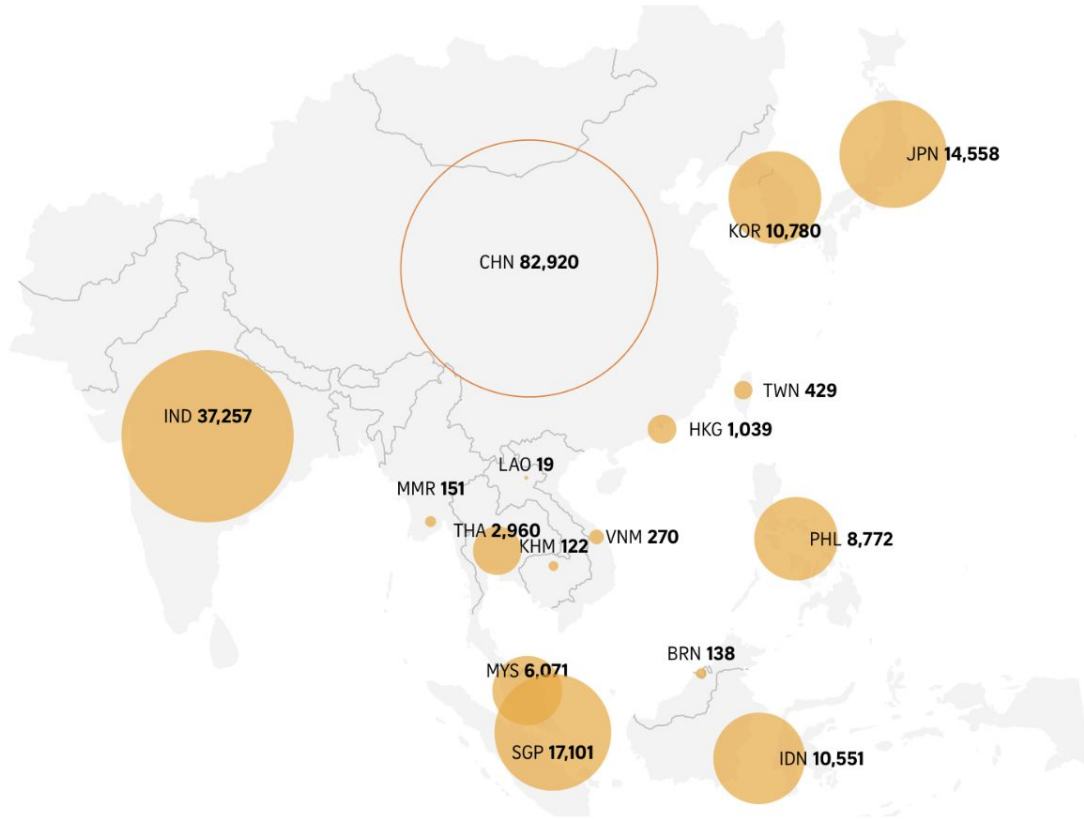 JPN 14,558
KOR 10,780
CHN 82,920
TWN 429
IND 37,257
HKG 1,039
LAO 19
MMR 151
THA 2,960
VNM 270
KHM 122
PHL 8,772
BRN 138
MYS 6,071
SGP 17,101
IDN 10,551